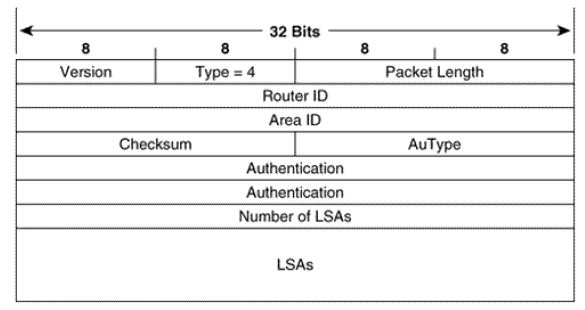 32 Bits
8 8 8 8
Version Type = 4 Packet Length
Router ID
Area ID
Checksum AuType
Authentication
Authentication
Number of LSAs
LSAs